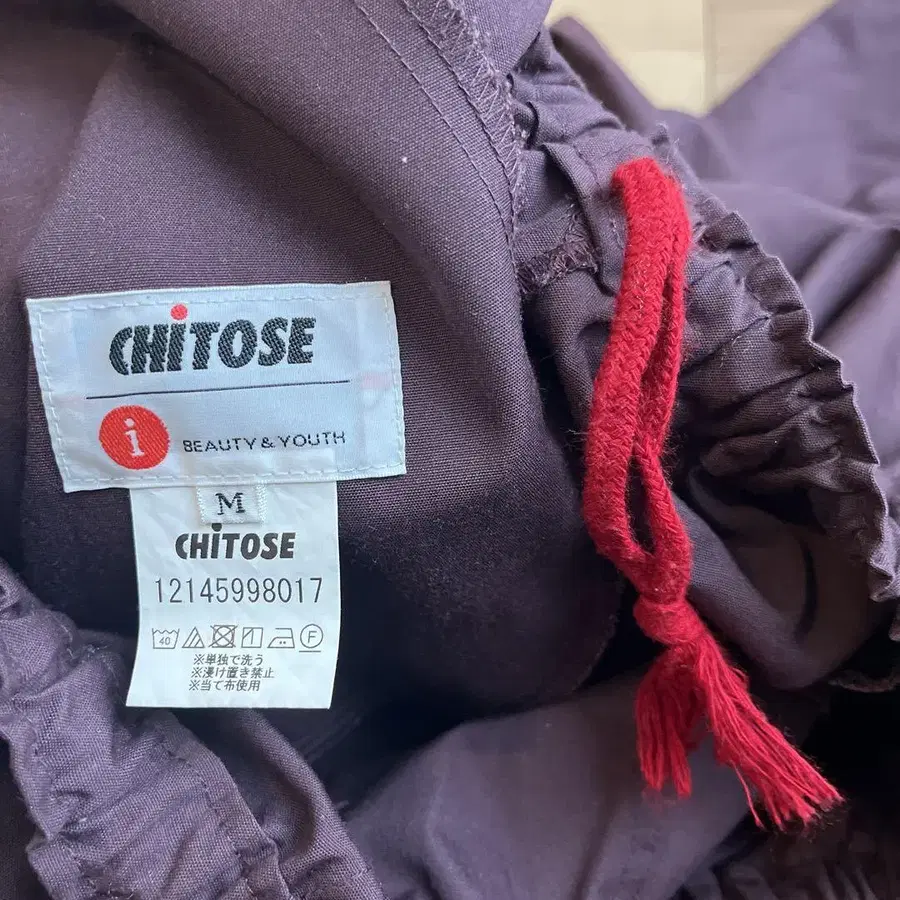 CHiTOSE
i BEAUTY & YOUTH
M
CHiTOSE
12145998017
40 F
※単独で洗う
※浸け置き禁止
※当て布使用